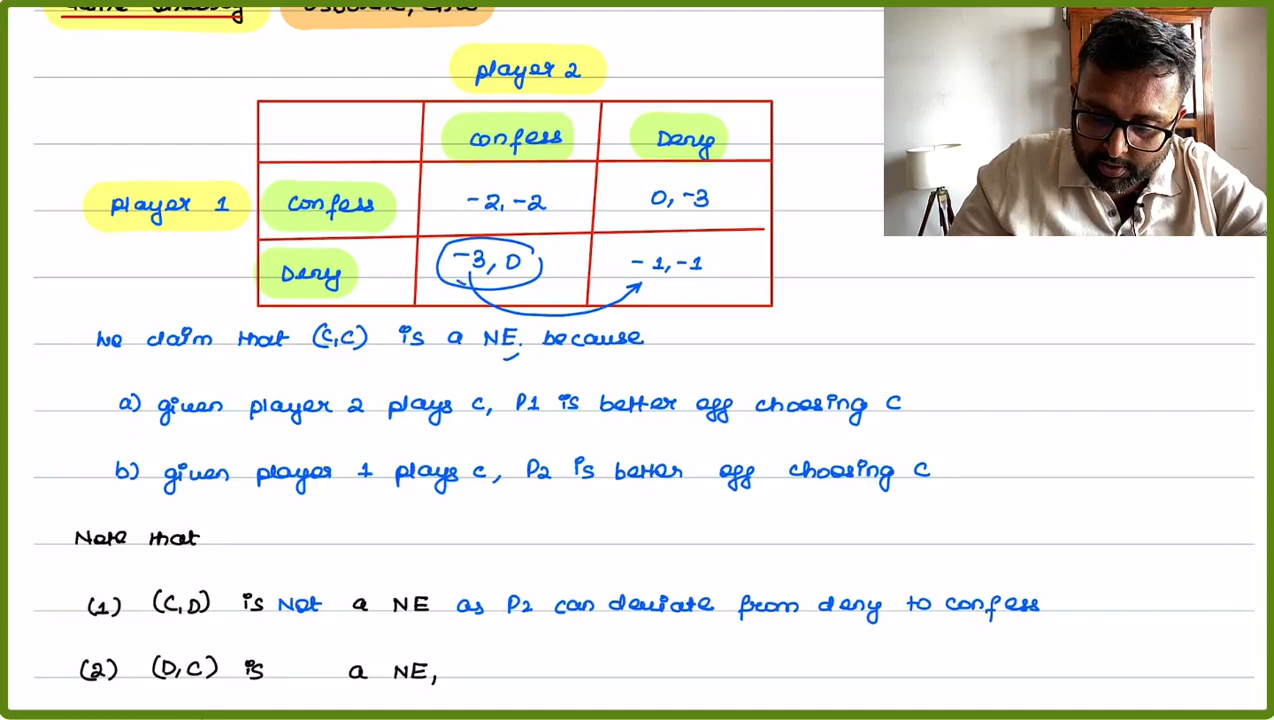 player 2
confess Deny
player 1 confess -2, -2 0, -3
Deny -3, 0 -1, -1
We claim that (C,C) is a NE. because
a) given player 2 plays C, P1 is better off choosing C
b) given player 1 plays C, P2 is better off choosing C
Note that
(1) (C,D) is Not a NE as P2 can deviate from deny to confess
(2) (D,C) is a NE,